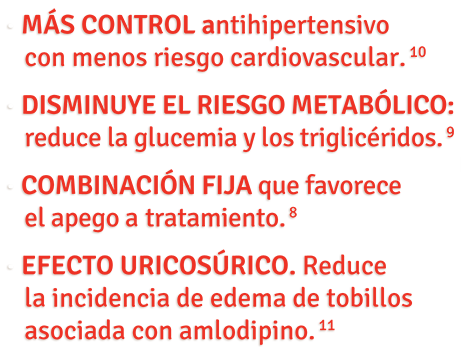 MÁS CONTROL antihipertensivo
con menos riesgo cardiovascular.10
DISMINUYE EL RIESGO METABÓLICO:
reduce la glucemia y los triglicéridos.9
COMBINACIÓN FIJA que favorece
el apego a tratamiento.8
EFECTO URICOSÚRICO. Reduce
la incidencia de edema de tobillos
asociada con amlodipino.11